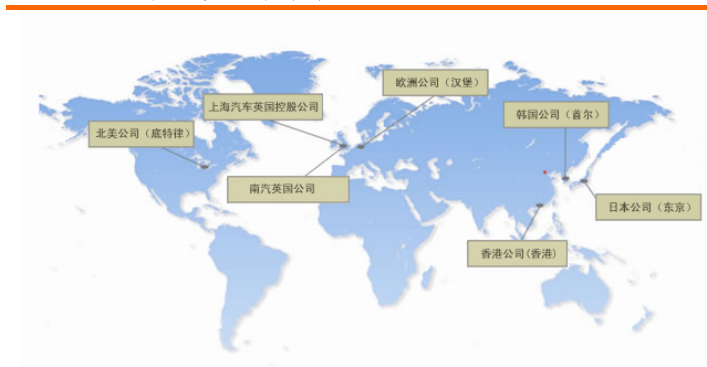 欧洲公司（汉堡）
上海汽车英国控股公司
韩国公司（首尔）
北美公司（底特律）
南汽英国公司
日本公司（东京）
香港公司(香港)